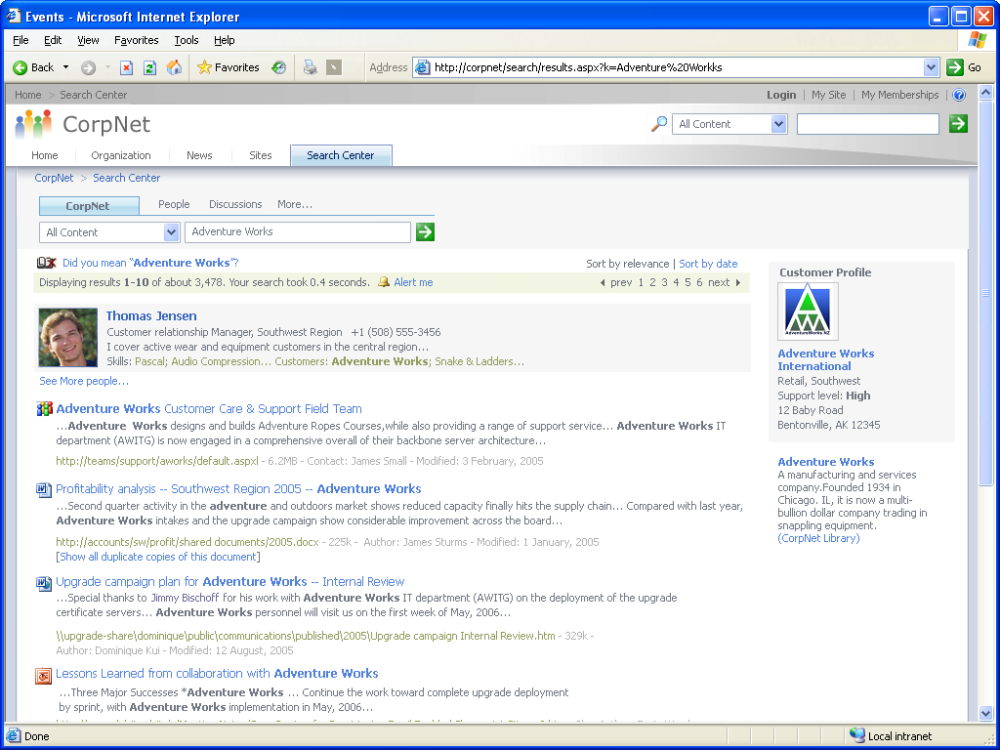 Events - Microsoft Internet Explorer
File Edit View Favorites Tools Help
Back Favorites Address http://corpnet/search/results.aspx?k=Adventure%20Workks Go
Home > Search Center Login | My Site | My Memberships | ?
CorpNet All Content
Home Organization News Sites Search Center
CorpNet > Search Center
CorpNet People Discussions More...
All Content Adventure Works
Did you mean "Adventure Works"? Sort by relevance | Sort by date
Displaying results 1-10 of about 3,478. Your search took 0.4 seconds. Alert me prev 1 2 3 4 5 6 next
Thomas Jensen
Customer relationship Manager, Southwest Region +1 (508) 555-3456
I cover active wear and equipment customers in the central region...
Skills: Pascal; Audio Compression... Customers: Adventure Works; Snake & Ladders...
See More people...
Adventure Works Customer Care & Support Field Team
...Adventure Works designs and builds Adventure Ropes Courses,while also providing a range of support service... Adventure Works IT
department (AWITG) is now engaged in a comprehensive overall of their backbone server architecture...
http://teams/support/aworks/default.aspxl - 6.2MB - Contact: James Small - Modified: 3 February, 2005
Profitability analysis -- Southwest Region 2005 -- Adventure Works
...Second quarter activity in the adventure and outdoors market shows reduced capacity finally hits the supply chain... Compared with last year,
Adventure Works intakes and the upgrade campaign show considerable improvement across the board...
http://accounts/sw/profit/shared documents/2005.docx - 225k - Author: James Sturms - Modified: 1 January, 2005
[Show all duplicate copies of this document]
Upgrade campaign plan for Adventure Works -- Internal Review
...Special thanks to Jimmy Bischoff for his work with Adventure Works IT department (AWITG) on the deployment of the upgrade
certificate servers... Adventure Works personnel will visit us on the first week of May, 2006...
\\upgrade-share\dominique\public\communications\published\2005\Upgrade campaign Internal Review.htm - 329k -
Author: Dominique Kui - Modified: 12 August, 2005
Lessons Learned from collaboration with Adventure Works
...Three Major Successes *Adventure Works ... Continue the work toward complete upgrade deployment
by sprint, with Adventure Works implementation in May, 2006...
Customer Profile
AdventureWorks NZ
Adventure Works
International
Retail, Southwest
Support level: High
12 Baby Road
Bentonville, AK 12345
Adventure Works
A manufacturing and services
company.Founded 1934 in
Chicago. IL, it is now a multi-
bullion dollar company trading in
snappling equipment.
(CorpNet Library)
Done Local intranet